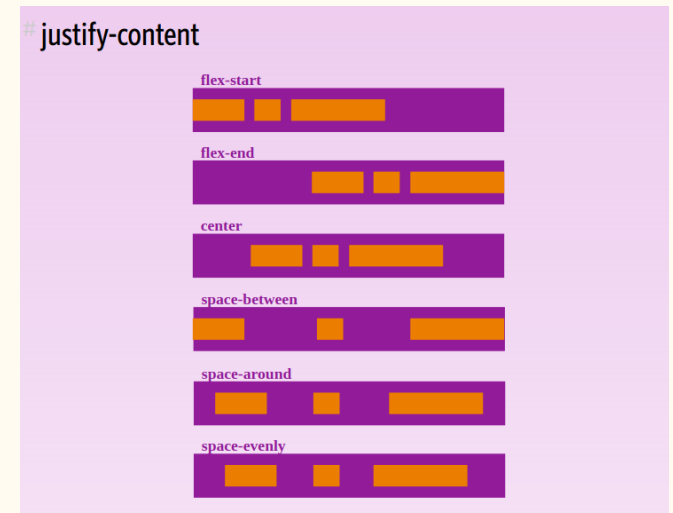 # justify-content
flex-start
flex-end
center
space-between
space-around
space-evenly